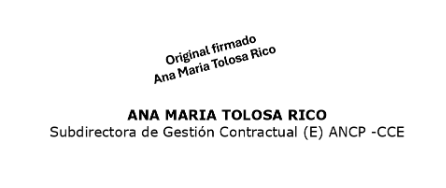 Original firmado
Ana Maria Tolosa Rico
ANA MARIA TOLOSA RICO
Subdirectora de Gestión Contractual (E) ANCP -CCE